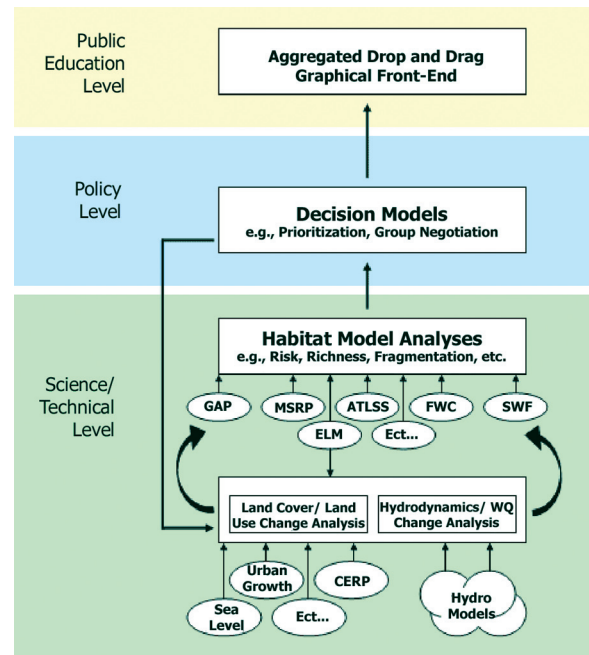 Public
Education
Level
Aggregated Drop and Drag
Graphical Front-End
Policy
Level
Decision Models
e.g., Prioritization, Group Negotiation
Science/
Technical
Level
Habitat Model Analyses
e.g., Risk, Richness, Fragmentation, etc.
GAP
MSRP
ATLSS
FWC
SWF
ELM
Ect...
Land Cover/ Land
Use Change Analysis
Hydrodynamics/ WQ
Change Analysis
Urban
Growth
CERP
Sea
Level
Ect...
Hydro
Models